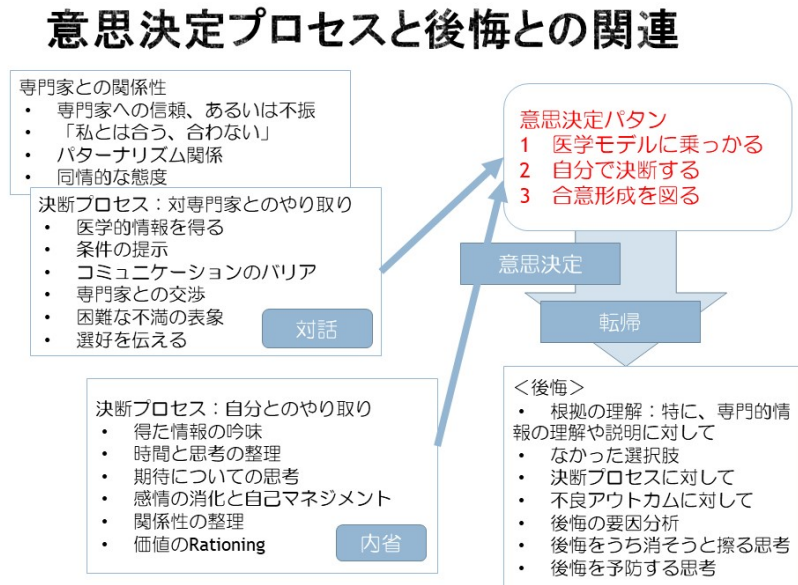 意思決定プロセスと後悔との関連
専門家との関係性
• 専門家への信頼、あるいは不振
• 「私とは合う、合わない」
• パターナリズム関係
• 同情的な態度
決断プロセス：対専門家とのやり取り
• 医学的情報を得る
• 条件の提示
• コミュニケーションのバリア
• 専門家との交渉
• 困難な不満の表象
• 選好を伝える
対話
決断プロセス：自分とのやり取り
• 得た情報の吟味
• 時間と思考の整理
• 期待についての思考
• 感情の消化と自己マネジメント
• 関係性の整理
• 価値のRationing
内省
意思決定パタン
1 医学モデルに乗っかる
2 自分で決断する
3 合意形成を図る
意思決定
転帰
＜後悔＞
• 根拠の理解：特に、専門的情
報の理解や説明に対して
• なかった選択肢
• 決断プロセスに対して
• 不良アウトカムに対して
• 後悔の要因分析
• 後悔をうち消そうと擦る思考
• 後悔を予防する思考